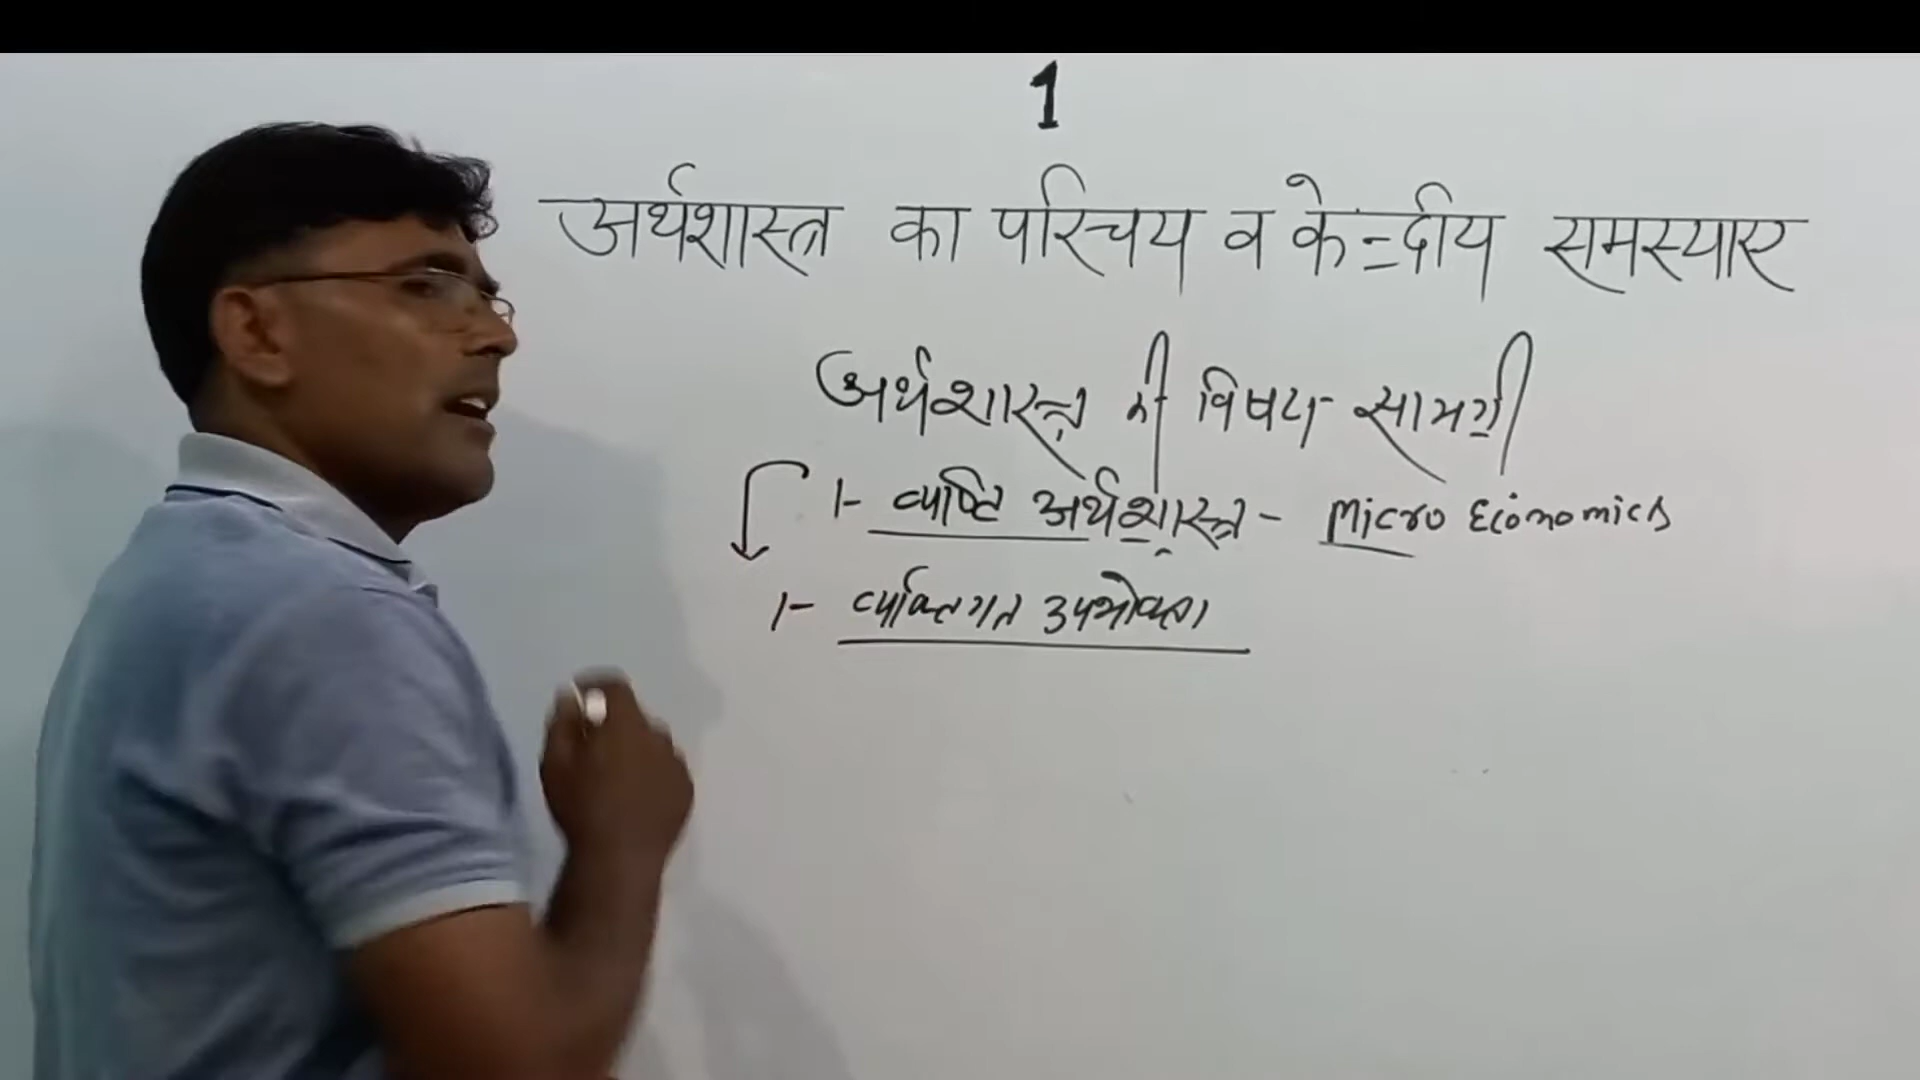 1
अर्थशास्त्र का परिचय व केन्द्रीय समस्याए
अर्थशास्त्र की विषय-सामग्री
1- व्यष्टि अर्थशास्त्र - Micro Economics
1- व्यक्तिगत उपभोक्ता